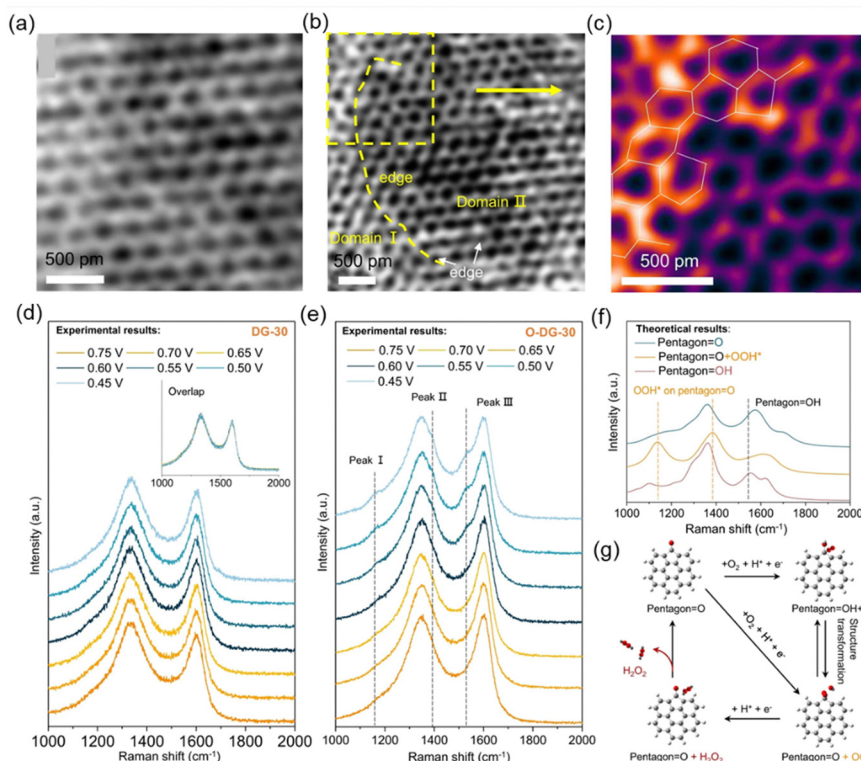 (a)
500 pm
(b)
edge
Domain II
Domain I
edge
500 pm
(c)
500 pm
(d)
Experimental results:
DG-30
0.75 V 0.70 V 0.65 V
0.60 V 0.55 V 0.50 V
0.45 V
Overlap
1000 1500 2000
Intensity (a.u.)
1000 1200 1400 1600 1800 2000
Raman shift (cm⁻¹)
(e)
Experimental results:
O-DG-30
0.75 V 0.70 V 0.65 V
0.60 V 0.55 V 0.50 V
0.45 V
Peak I
Peak II
Peak III
Intensity (a.u.)
1000 1200 1400 1600 1800 2000
Raman shift (cm⁻¹)
(f)
Theoretical results:
Pentagon=O
Pentagon=O+OOH*
Pentagon=OH
OOH* on pentagon=O
Pentagon=OH
Intensity (a.u.)
1000 1200 1400 1600 1800 2000
Raman shift (cm⁻¹)
(g)
+O₂ + H⁺ + e⁻
Pentagon=O
Pentagon=OH+
+O₂ + H⁺ + e⁻
Structure
transformation
H₂O₂
+ H⁺ + e⁻
Pentagon=O + H₂O₂
Pentagon=O + O